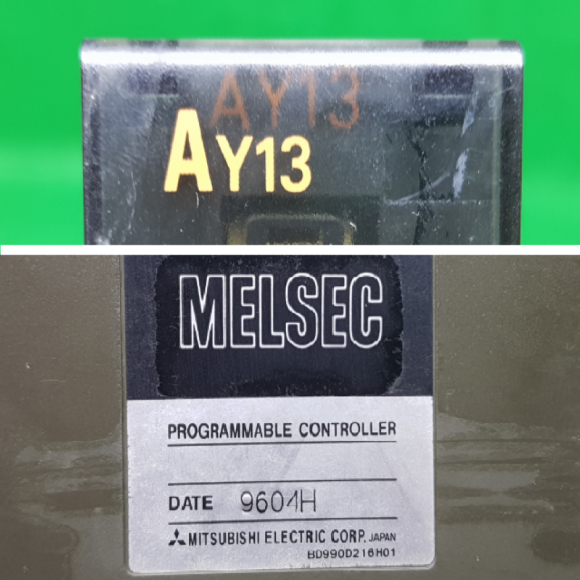 AY13
AY13
MELSEC
PROGRAMMABLE CONTROLLER
DATE 9604H
MITSUBISHI ELECTRIC CORP. JAPAN
BD990D216H01